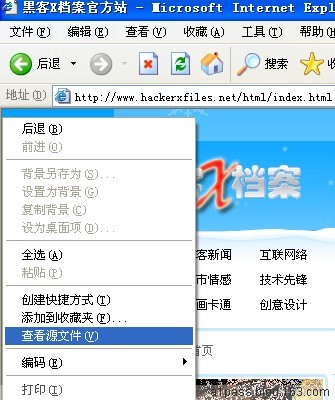 黑客X档案官方站 - Microsoft Internet Expl
文件(F) 编辑(E) 查看(V) 收藏(A) 工具(T) 帮助(H)
后退 搜索
地址(D) http://www.hackerxfiles.net/html/index.html
后退(B)
前进(O)
背景另存为(S)...
设置为背景(G)
复制背景(C)
设为桌面项(D)...
X档案
全选(A)
粘贴(P)
客新闻 互联网络
市情感 技术先锋
画卡通 创意设计
创建快捷方式(T)
添加到收藏夹(F)...
查看源文件(V)
首页
编码(E)
打印(I)